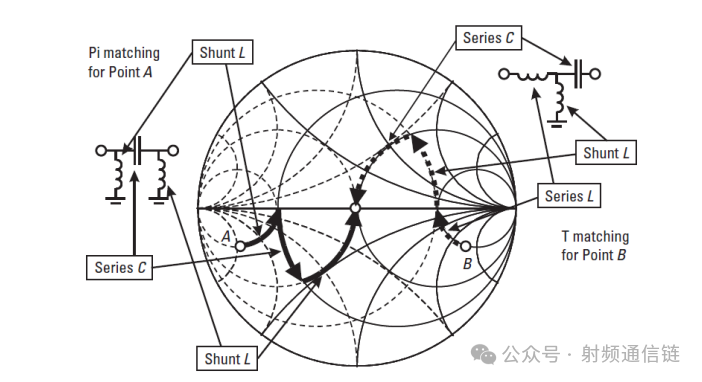 Pi matching
for Point A
Shunt L
Series C
Shunt L
Series C
Shunt L
Series L
T matching
for Point B
A
B
公众号 · 射频通信链